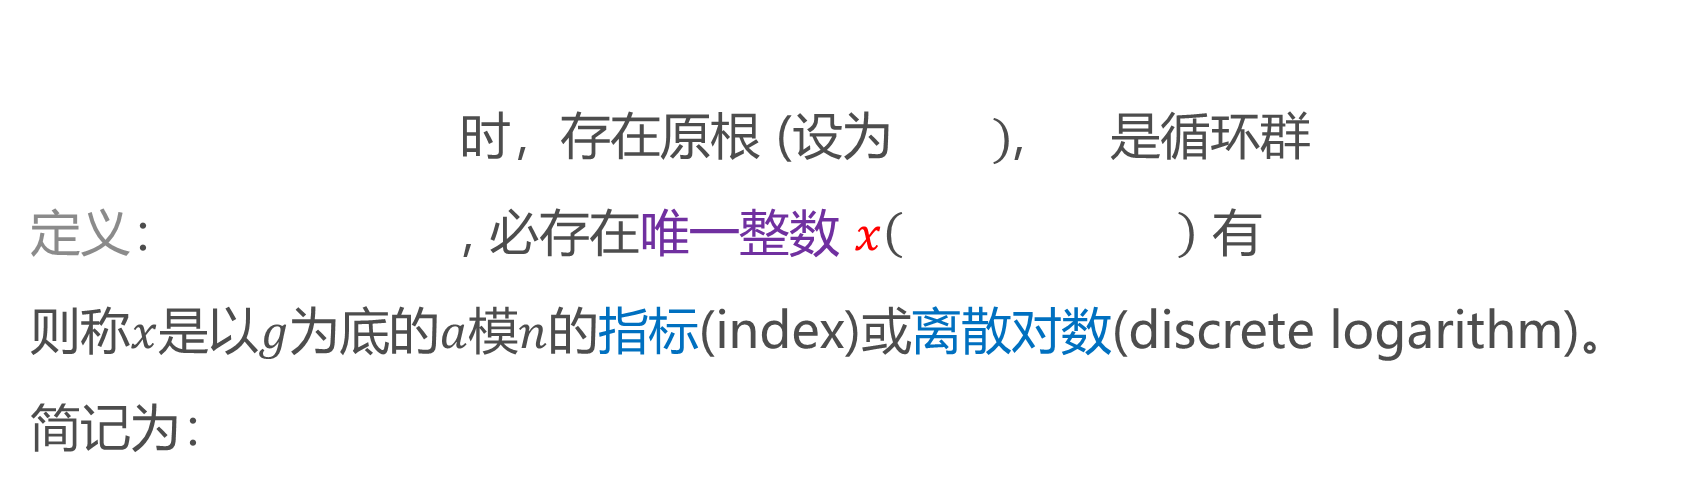 时，存在原根 (设为 ), 是循环群
定义： , 必存在唯一整数 x( ) 有
则称x是以g为底的a模n的指标(index)或离散对数(discrete logarithm)。
简记为：